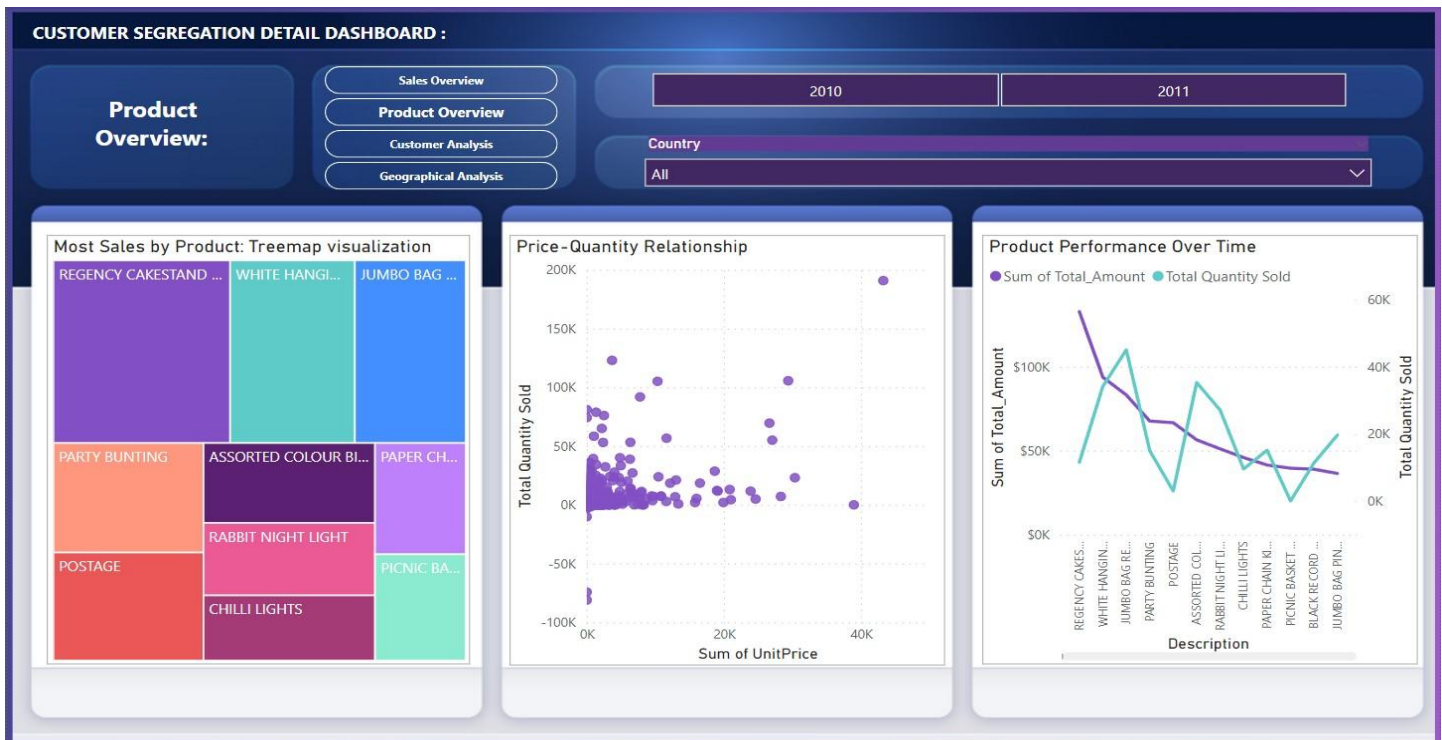 CUSTOMER SEGREGATION DETAIL DASHBOARD :
Product
Overview:
Sales Overview
Product Overview
Customer Analysis
Geographical Analysis
2010
2011
Country
All
Most Sales by Product: Treemap visualization
REGENCY CAKESTAND ...
WHITE HANGI...
JUMBO BAG ...
PARTY BUNTING
ASSORTED COLOUR BI...
PAPER CH...
RABBIT NIGHT LIGHT
POSTAGE
PICNIC BA...
CHILLI LIGHTS
Price-Quantity Relationship
200K
150K
100K
50K
0K
-50K
-100K
Total Quantity Sold
0K
20K
40K
Sum of UnitPrice
Product Performance Over Time
Sum of Total_Amount
Total Quantity Sold
$100K
$50K
$0K
Sum of Total_Amount
60K
40K
20K
0K
Total Quantity Sold
REGENCY CAKES...
WHITE HANGIN...
JUMBO BAG RE...
PARTY BUNTING
POSTAGE
ASSORTED COL...
RABBIT NIGHT LI...
CHILLI LIGHTS
PAPER CHAIN KI...
PICNIC BASKET ...
BLACK RECORD ...
JUMBO BAG PIN...
Description